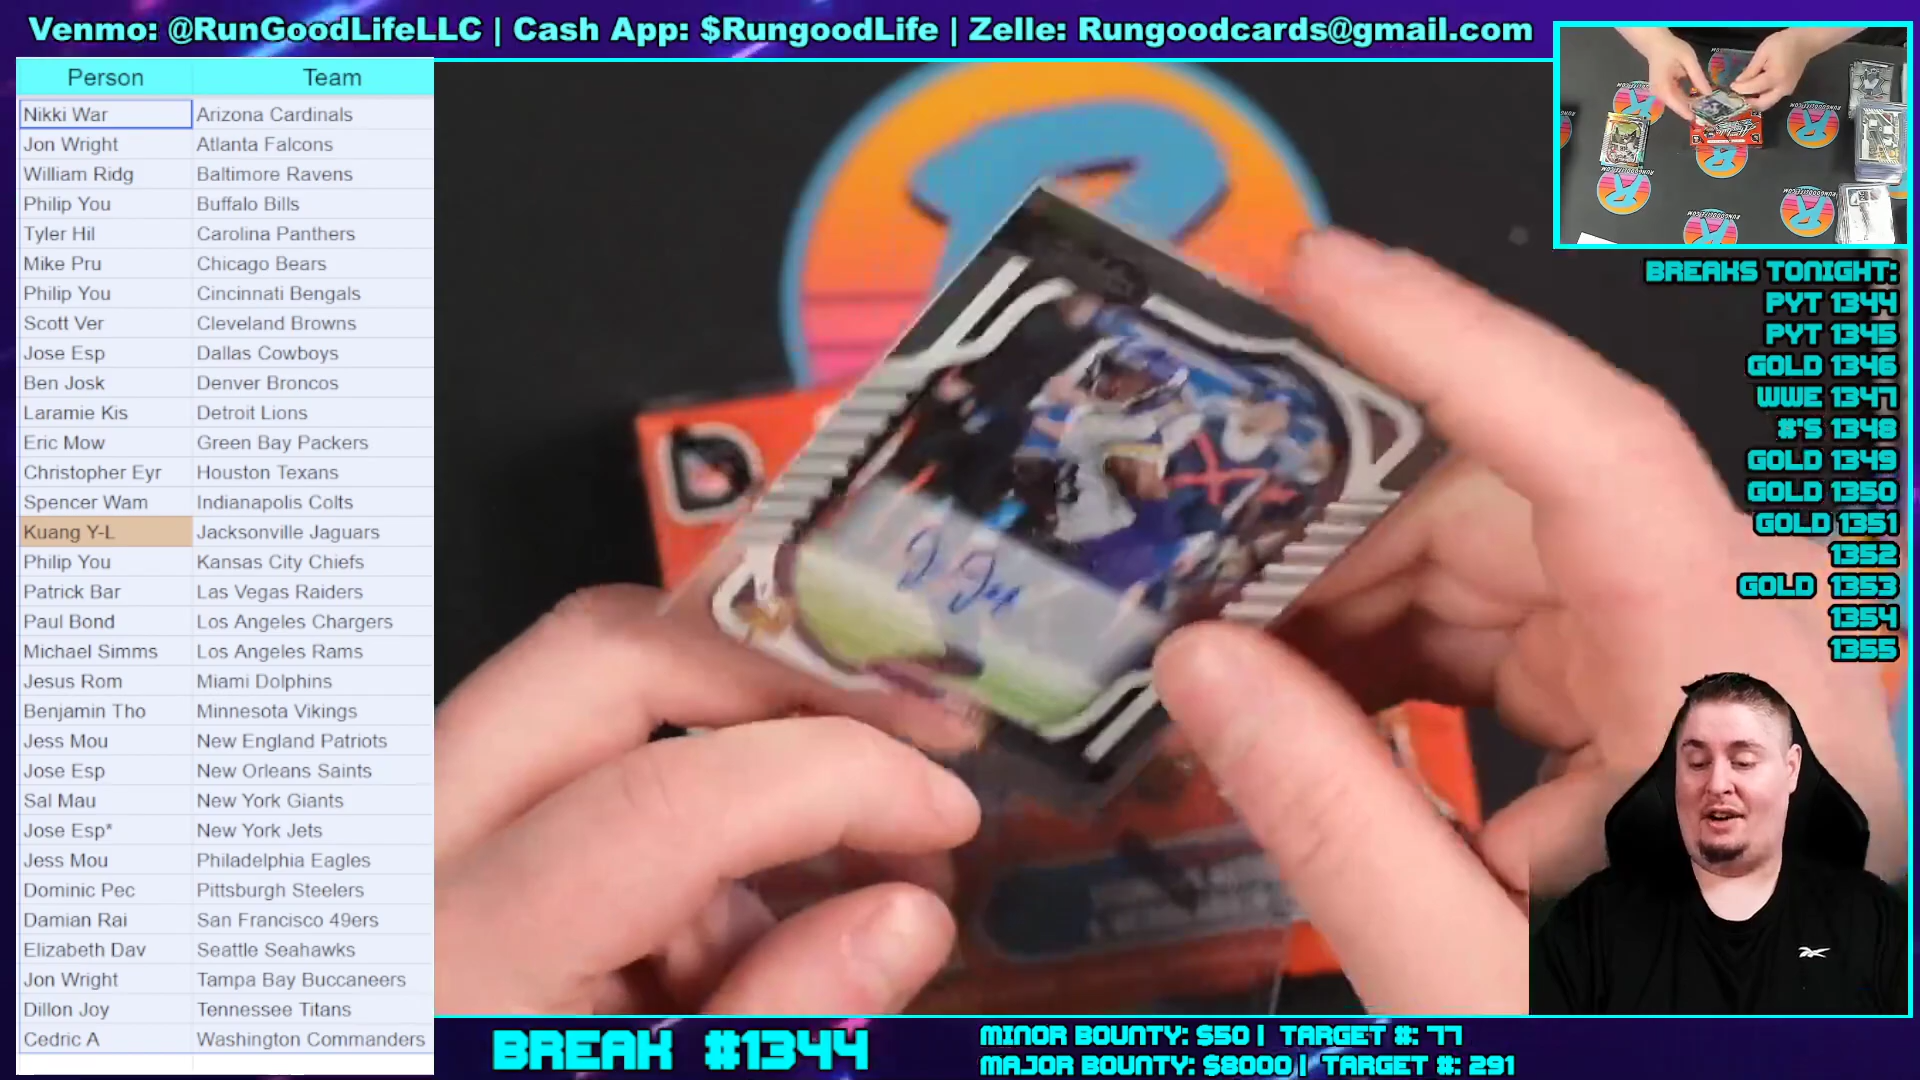 Venmo: @RunGoodLifeLLC | Cash App: $RungoodLife | Zelle: Rungoodcards@gmail.com
Person Team
Nikki War Arizona Cardinals
Jon Wright Atlanta Falcons
William Ridg Baltimore Ravens
Philip You Buffalo Bills
Tyler Hil Carolina Panthers
Mike Pru Chicago Bears
Philip You Cincinnati Bengals
Scott Ver Cleveland Browns
Jose Esp Dallas Cowboys
Ben Josk Denver Broncos
Laramie Kis Detroit Lions
Eric Mow Green Bay Packers
Christopher Eyr Houston Texans
Spencer Wam Indianapolis Colts
Kuang Y-L Jacksonville Jaguars
Philip You Kansas City Chiefs
Patrick Bar Las Vegas Raiders
Paul Bond Los Angeles Chargers
Michael Simms Los Angeles Rams
Jesus Rom Miami Dolphins
Benjamin Tho Minnesota Vikings
Jess Mou New England Patriots
Jose Esp New Orleans Saints
Sal Mau New York Giants
Jose Esp* New York Jets
Jess Mou Philadelphia Eagles
Dominic Pec Pittsburgh Steelers
Damian Rai San Francisco 49ers
Elizabeth Dav Seattle Seahawks
Jon Wright Tampa Bay Buccaneers
Dillon Joy Tennessee Titans
Cedric A Washington Commanders
BREAKS TONIGHT:
PYT 1344
PYT 1345
GOLD 1346
WWE 1347
#'S 1348
GOLD 1349
GOLD 1350
GOLD 1351
1352
GOLD 1353
1354
1355
BREAK #1344
MINOR BOUNTY: $50 | TARGET #: 77
MAJOR BOUNTY: $8000 | TARGET #: 291